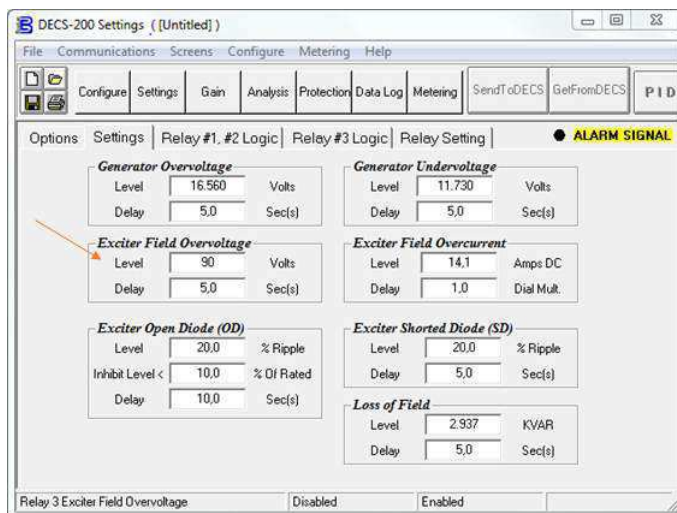 DECS-200 Settings ( [Untitled] )
File Communications Screens Configure Metering Help
Configure Settings Gain Analysis Protection Data Log Metering SendToDECS GetFromDECS PID
Options Settings Relay #1, #2 Logic Relay #3 Logic Relay Setting ALARM SIGNAL
Generator Overvoltage
Level 16.560 Volts
Delay 5,0 Sec(s)
Generator Undervoltage
Level 11.730 Volts
Delay 5,0 Sec(s)
Exciter Field Overvoltage
Level 90 Volts
Delay 5,0 Sec(s)
Exciter Field Overcurrent
Level 14,1 Amps DC
Delay 1,0 Dial Mult.
Exciter Open Diode (OD)
Level 20,0 % Ripple
Inhibit Level < 10,0 % Of Rated
Delay 10,0 Sec(s)
Exciter Shorted Diode (SD)
Level 20,0 % Ripple
Delay 5,0 Sec(s)
Loss of Field
Level 2.937 KVAR
Delay 5,0 Sec(s)
Relay 3 Exciter Field Overvoltage Disabled Enabled